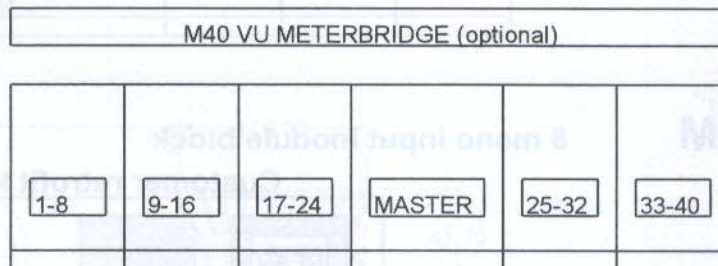 M40 VU METERBRIDGE (optional)
1-8 9-16 17-24 MASTER 25-32 33-40